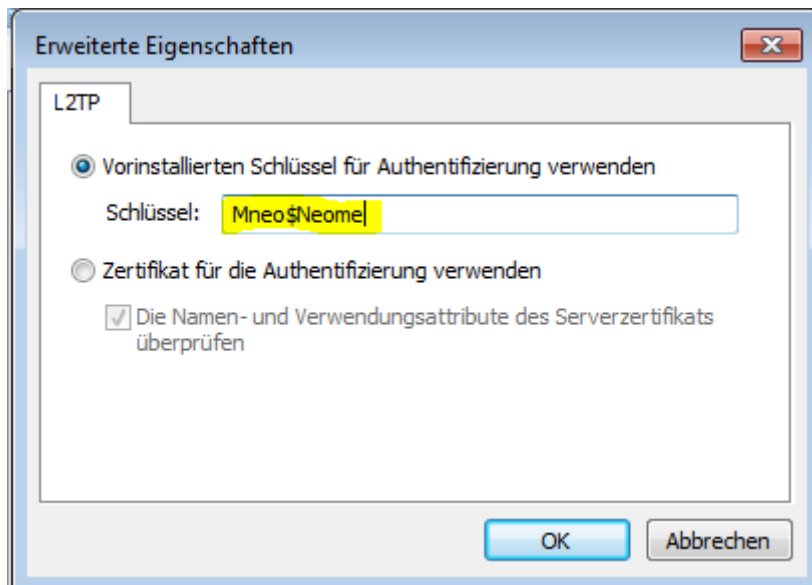 Erweiterte Eigenschaften
L2TP
Vorinstallierten Schlüssel für Authentifizierung verwenden
Schlüssel: Mneo$Neome
Zertifikat für die Authentifizierung verwenden
Die Namen- und Verwendungsattribute des Serverzertifikats
überprüfen
OK Abbrechen